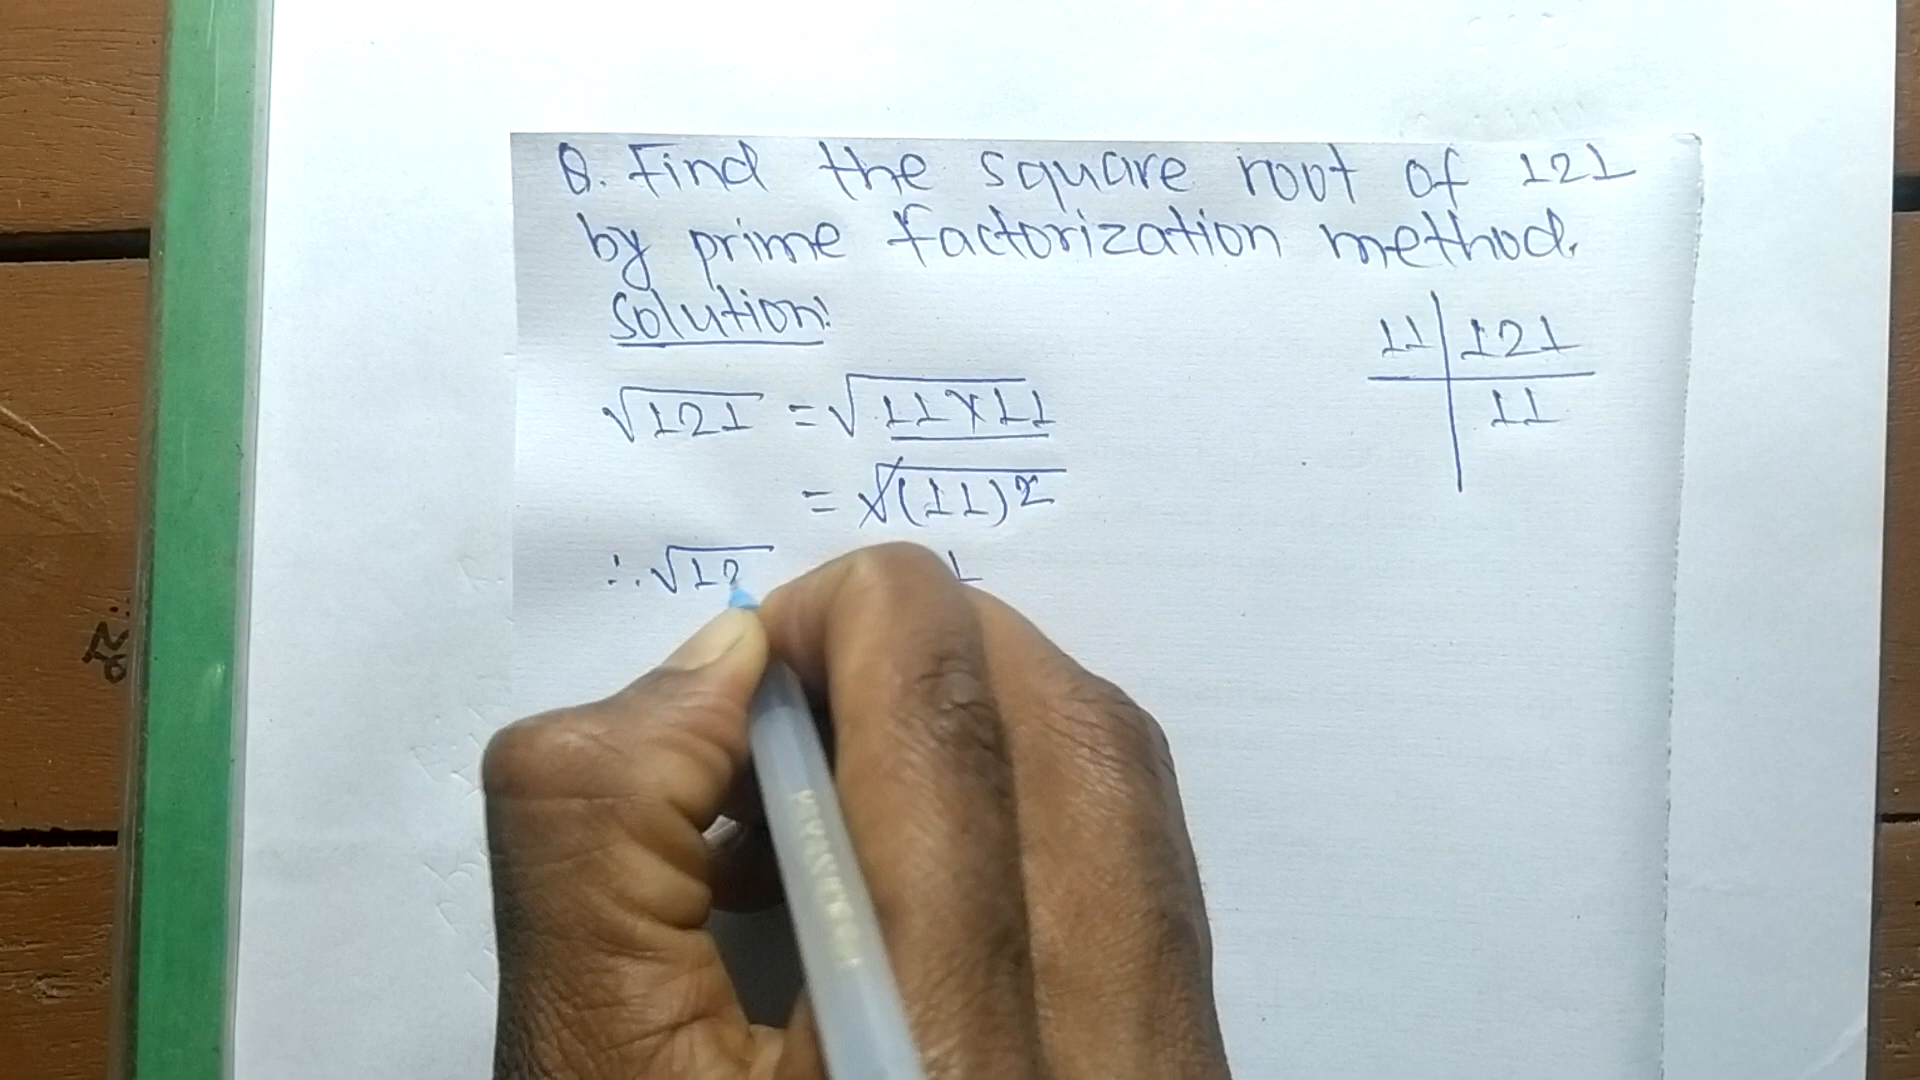 Q. Find the square root of 121
by prime factorization method.
Solution:
11 | 121
11
√121 = √11×11
= √(11)²
∴ √12